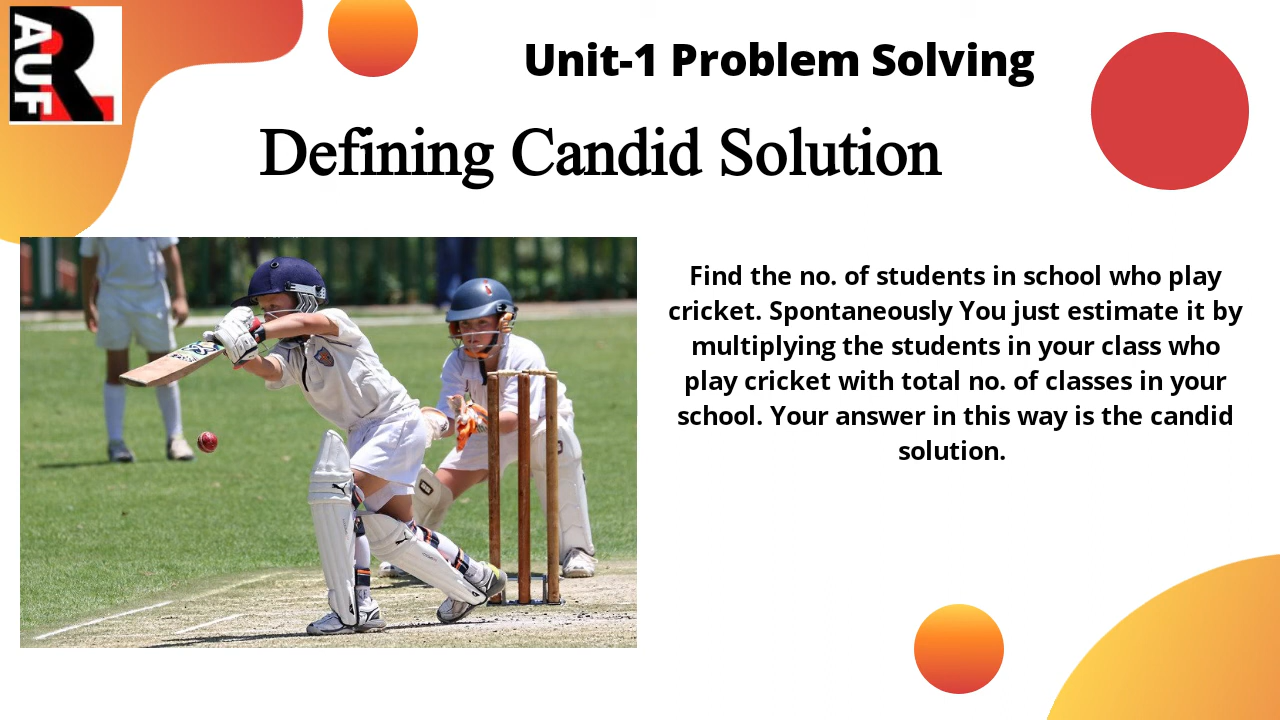 RAUF
Unit-1 Problem Solving
Defining Candid Solution
Find the no. of students in school who play
cricket. Spontaneously You just estimate it by
multiplying the students in your class who
play cricket with total no. of classes in your
school. Your answer in this way is the candid
solution.